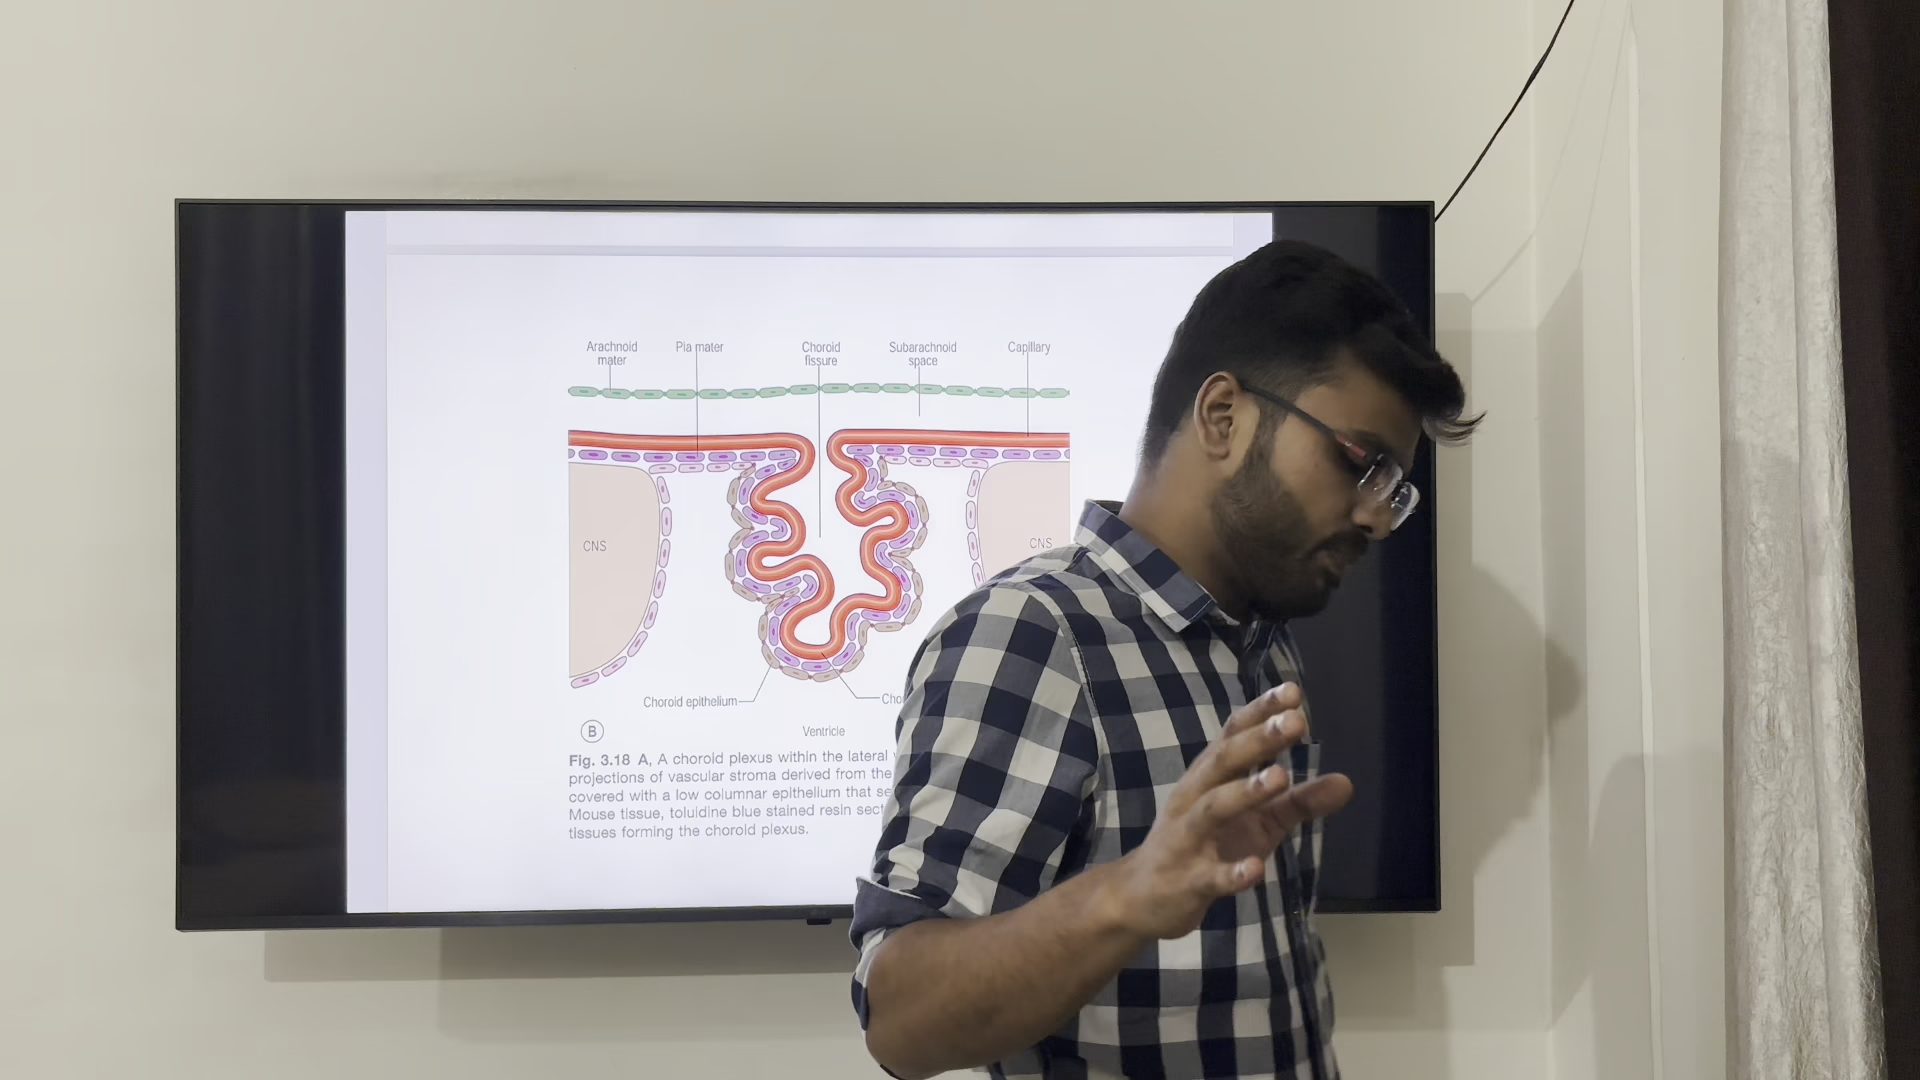 Arachnoid mater
Pia mater
Choroid fissure
Subarachnoid space
Capillary
CNS
CNS
Choroid epithelium
Ventricle
B
Fig. 3.18 A, A choroid plexus within the lateral
projections of vascular stroma derived from the
covered with a low columnar epithelium that
Mouse tissue, toluidine blue stained resin
tissues forming the choroid plexus.